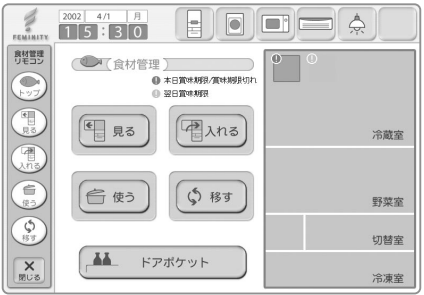 FEMINITY
2002 4/1 月
15:30
食材管理
リモコン
トップ
見る
入れる
使う
移す
閉じる
食材管理
! 本日賞味期限/賞味期限切れ
! 翌日賞味期限
見る
入れる
使う
移す
ドアポケット
! !
冷蔵室
野菜室
切替室
冷凍室